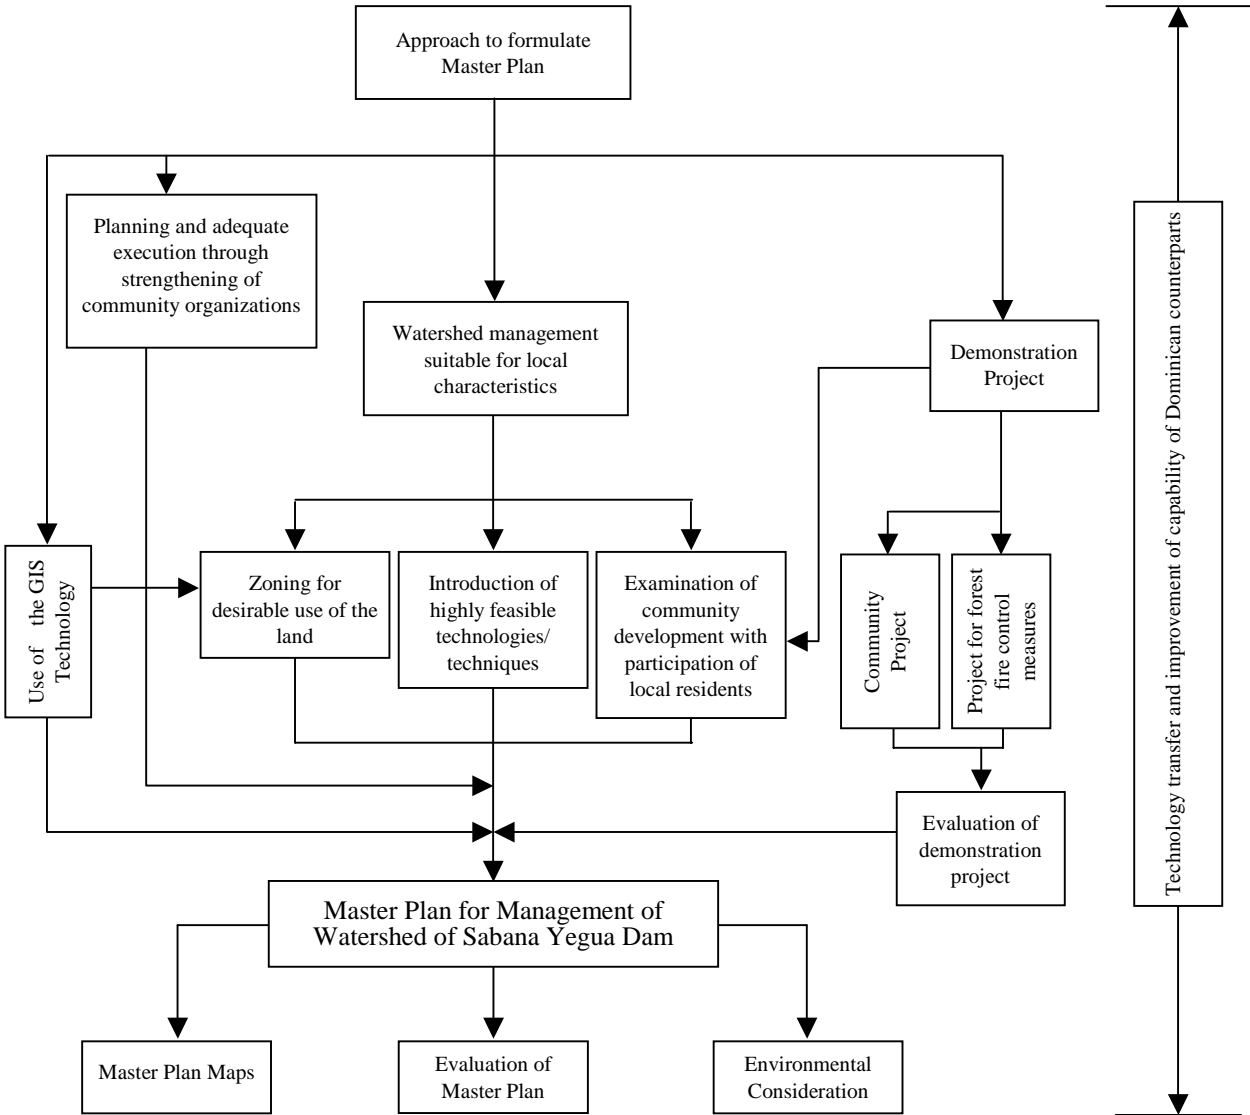 Approach to formulate
Master Plan
Planning and adequate
execution through
strengthening of
community organizations
Watershed management
suitable for local
characteristics
Demonstration
Project
Technology transfer and improvement of capability of Dominican counterparts
Use of the GIS
Technology
Zoning for
desirable use of the
land
Introduction of
highly feasible
technologies/
techniques
Examination of
community
development with
participation of
local residents
Community
Project
Project for forest
fire control
measures
Evaluation of
demonstration
project
Master Plan for Management of
Watershed of Sabana Yegua Dam
Master Plan Maps
Evaluation of
Master Plan
Environmental
Consideration